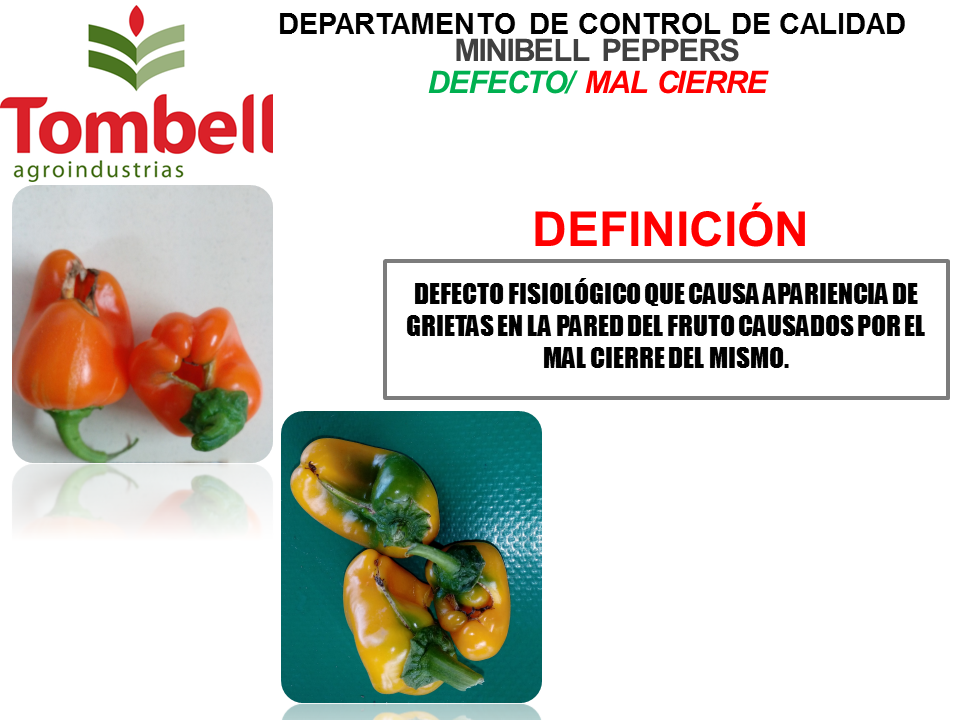 DEPARTAMENTO DE CONTROL DE CALIDAD
MINIBELL PEPPERS
DEFECTO/ MAL CIERRE
Tombell
agroindustrias
DEFINICIÓN
DEFECTO FISIOLÓGICO QUE CAUSA APARIENCIA DE
GRIETAS EN LA PARED DEL FRUTO CAUSADOS POR EL
MAL CIERRE DEL MISMO.